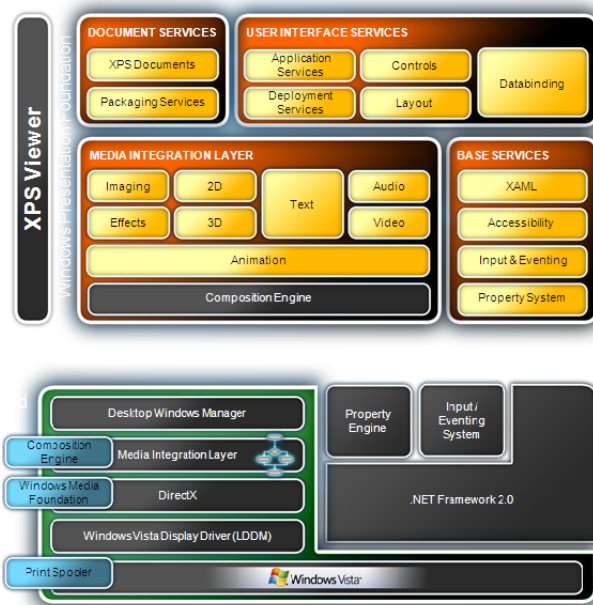 XPS Viewer
Windows Presentation Foundation
DOCUMENT SERVICES
XPS Documents
Packaging Services
USER INTERFACE SERVICES
Application
Services
Controls
Deployment
Services
Layout
Databinding
MEDIA INTEGRATION LAYER
Imaging
2D
Text
Audio
Effects
3D
Video
Animation
Composition Engine
BASE SERVICES
XAML
Accessibility
Input & Eventing
Property System
Desktop Windows Manager
Composition
Engine
Media Integration Layer
Windows Media
Foundation
DirectX
Windows Vista Display Driver (LDDM)
Print Spooler
Windows Vista
Property
Engine
Input /
Eventing
System
.NET Framework 2.0